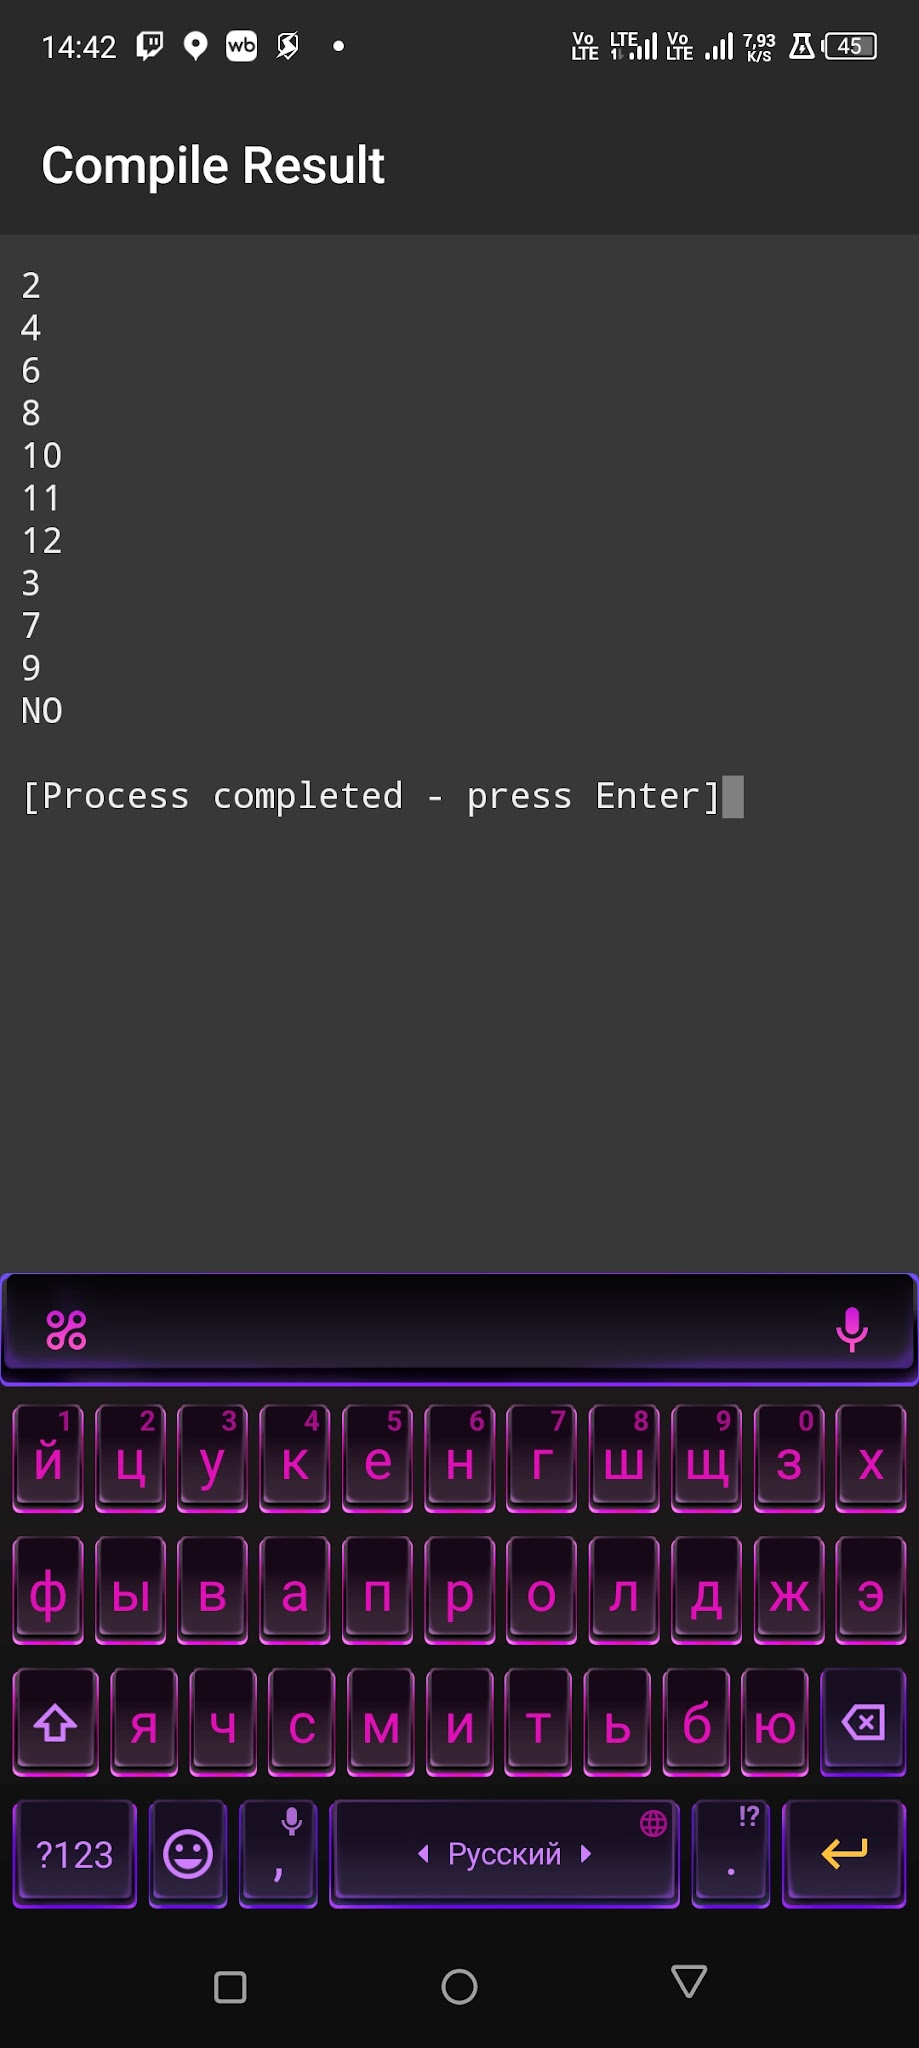 14:42 wb Vo LTE LTE Vo LTE 7,93 K/S 45
Compile Result
2
4
6
8
10
11
12
3
7
9
NO
[Process completed - press Enter]
1 2 3 4 5 6 7 8 9 0
й ц у к е н г ш щ з х
ф ы в а п р о л д ж э
я ч с м и т ь б ю
!?
?123 , Русский .